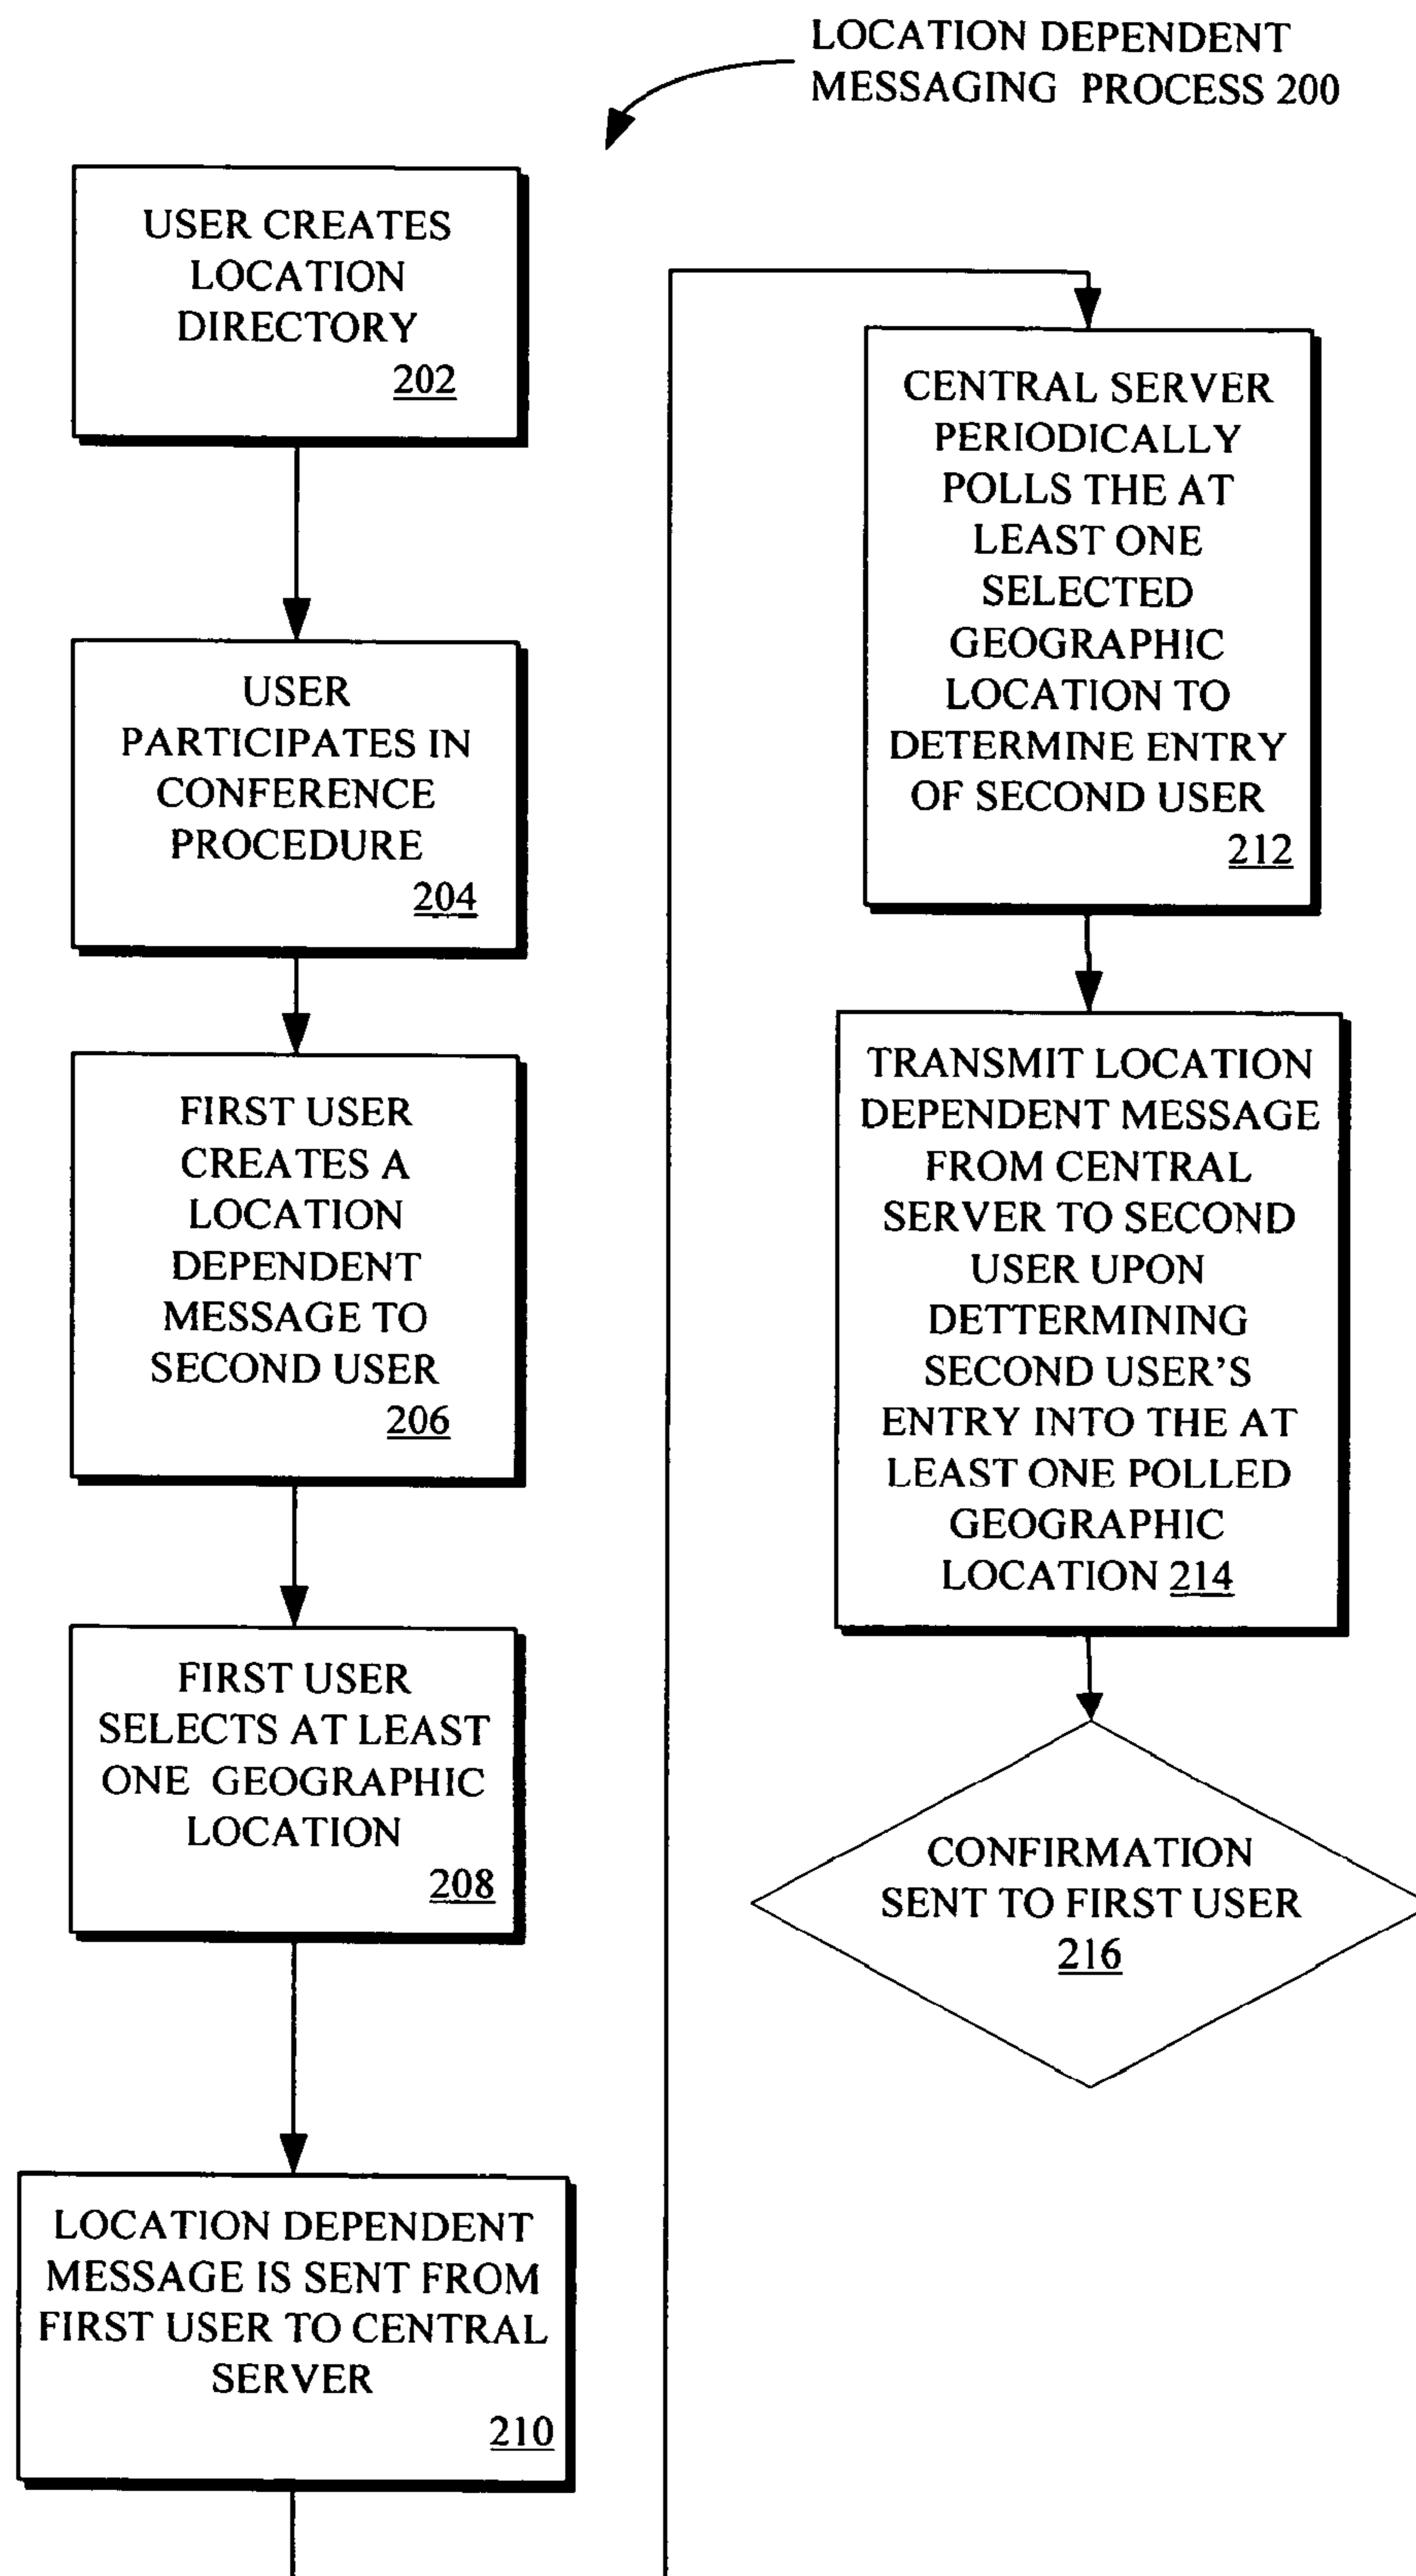 LOCATION DEPENDENT
MESSAGING PROCESS 200
USER CREATES
LOCATION
DIRECTORY
202
USER
PARTICIPATES IN
CONFERENCE
PROCEDURE
204
FIRST USER
CREATES A
LOCATION
DEPENDENT
MESSAGE TO
SECOND USER
206
FIRST USER
SELECTS AT LEAST
ONE GEOGRAPHIC
LOCATION
208
LOCATION DEPENDENT
MESSAGE IS SENT FROM
FIRST USER TO CENTRAL
SERVER
210
CENTRAL SERVER
PERIODICALLY
POLLS THE AT
LEAST ONE
SELECTED
GEOGRAPHIC
LOCATION TO
DETERMINE ENTRY
OF SECOND USER
212
TRANSMIT LOCATION
DEPENDENT MESSAGE
FROM CENTRAL
SERVER TO SECOND
USER UPON
DETTERMINING
SECOND USER'S
ENTRY INTO THE AT
LEAST ONE POLLED
GEOGRAPHIC
LOCATION 214
CONFIRMATION
SENT TO FIRST USER
216